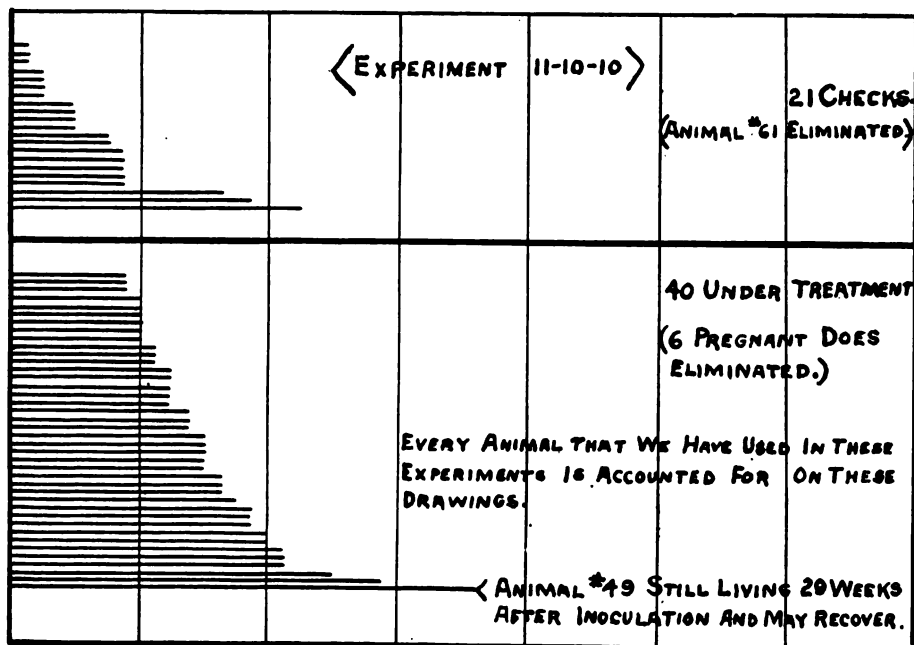 〈EXPERIMENT 11-10-10〉
21 CHECKS.
(ANIMAL #61 ELIMINATED)
40 UNDER TREATMENT
(6 PREGNANT DOES
ELIMINATED.)
EVERY ANIMAL THAT WE HAVE USED IN THESE
EXPERIMENTS IS ACCOUNTED FOR ON THESE
DRAWINGS.
ANIMAL #49 STILL LIVING 29 WEEKS
AFTER INOCULATION AND MAY RECOVER.